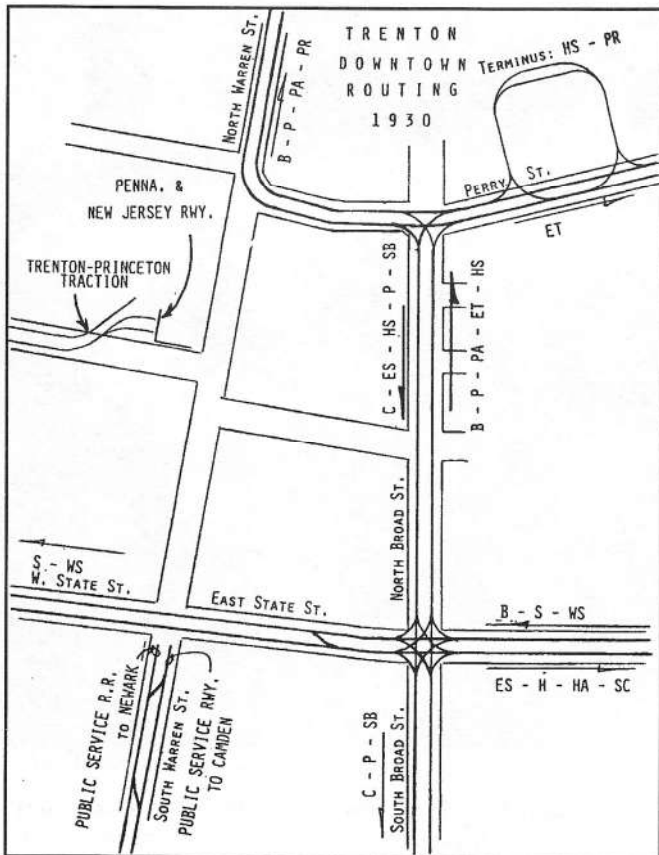 TRENTON
DOWNTOWN
ROUTING
1930
TERMINUS: HS - PR
NORTH WARREN ST.
B - P - PA - PR
PERRY ST.
ET
PENNA. &
NEW JERSEY RWY.
TRENTON-PRINCETON
TRACTION
C - ES - HS - P - SB
B - P - PA - ET - HS
S - WS
W. STATE ST.
EAST STATE ST.
NORTH BROAD ST.
B - S - WS
ES - H - HA - SC
PUBLIC SERVICE R.R.
TO NEWARK
SOUTH WARREN ST.
PUBLIC SERVICE RWY.
TO CAMDEN
C - P - SB
SOUTH BROAD ST.